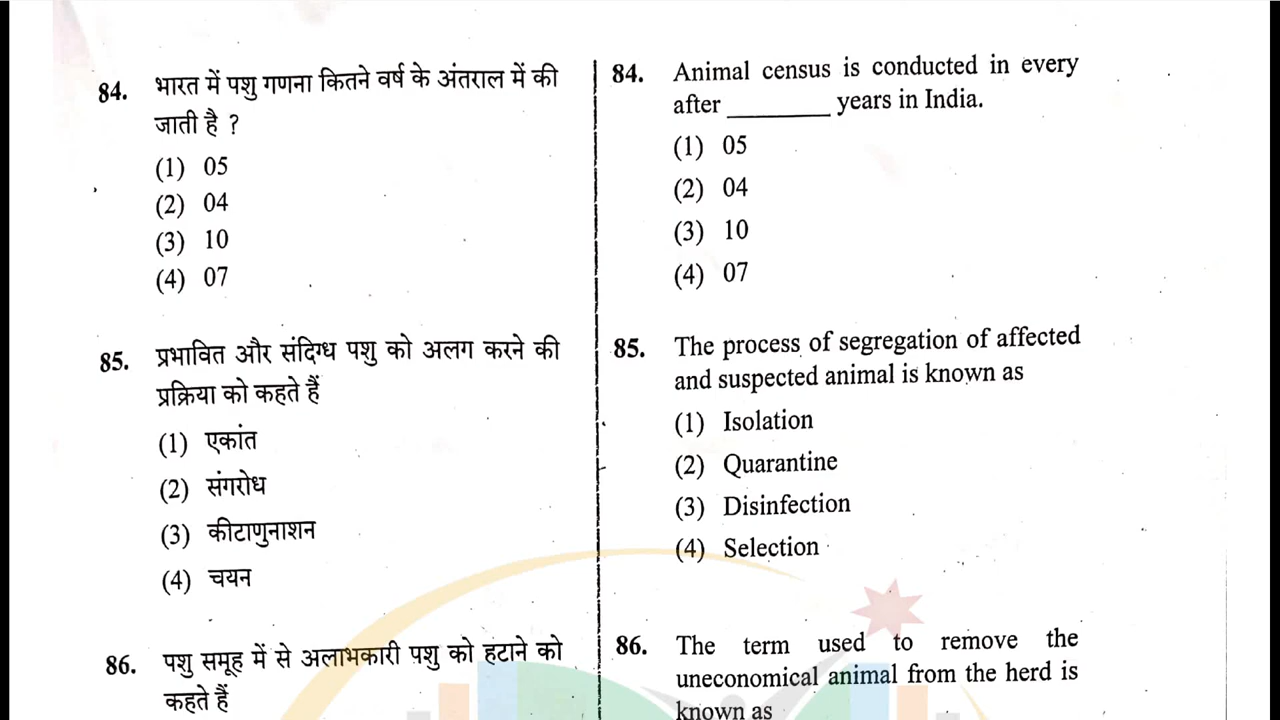 84. भारत में पशु गणना कितने वर्ष के अंतराल में की
जाती है ?
(1) 05
(2) 04
(3) 10
(4) 07
85. प्रभावित और संदिग्ध पशु को अलग करने की
प्रक्रिया को कहते हैं
(1) एकांत
(2) संगरोध
(3) कीटाणुनाशन
(4) चयन
86. पशु समूह में से अलाभकारी पशु को हटाने को
कहते हैं
84. Animal census is conducted in every
after ________ years in India.
(1) 05
(2) 04
(3) 10
(4) 07
85. The process of segregation of affected
and suspected animal is known as
(1) Isolation
(2) Quarantine
(3) Disinfection
(4) Selection
86. The term used to remove the
uneconomical animal from the herd is
known as